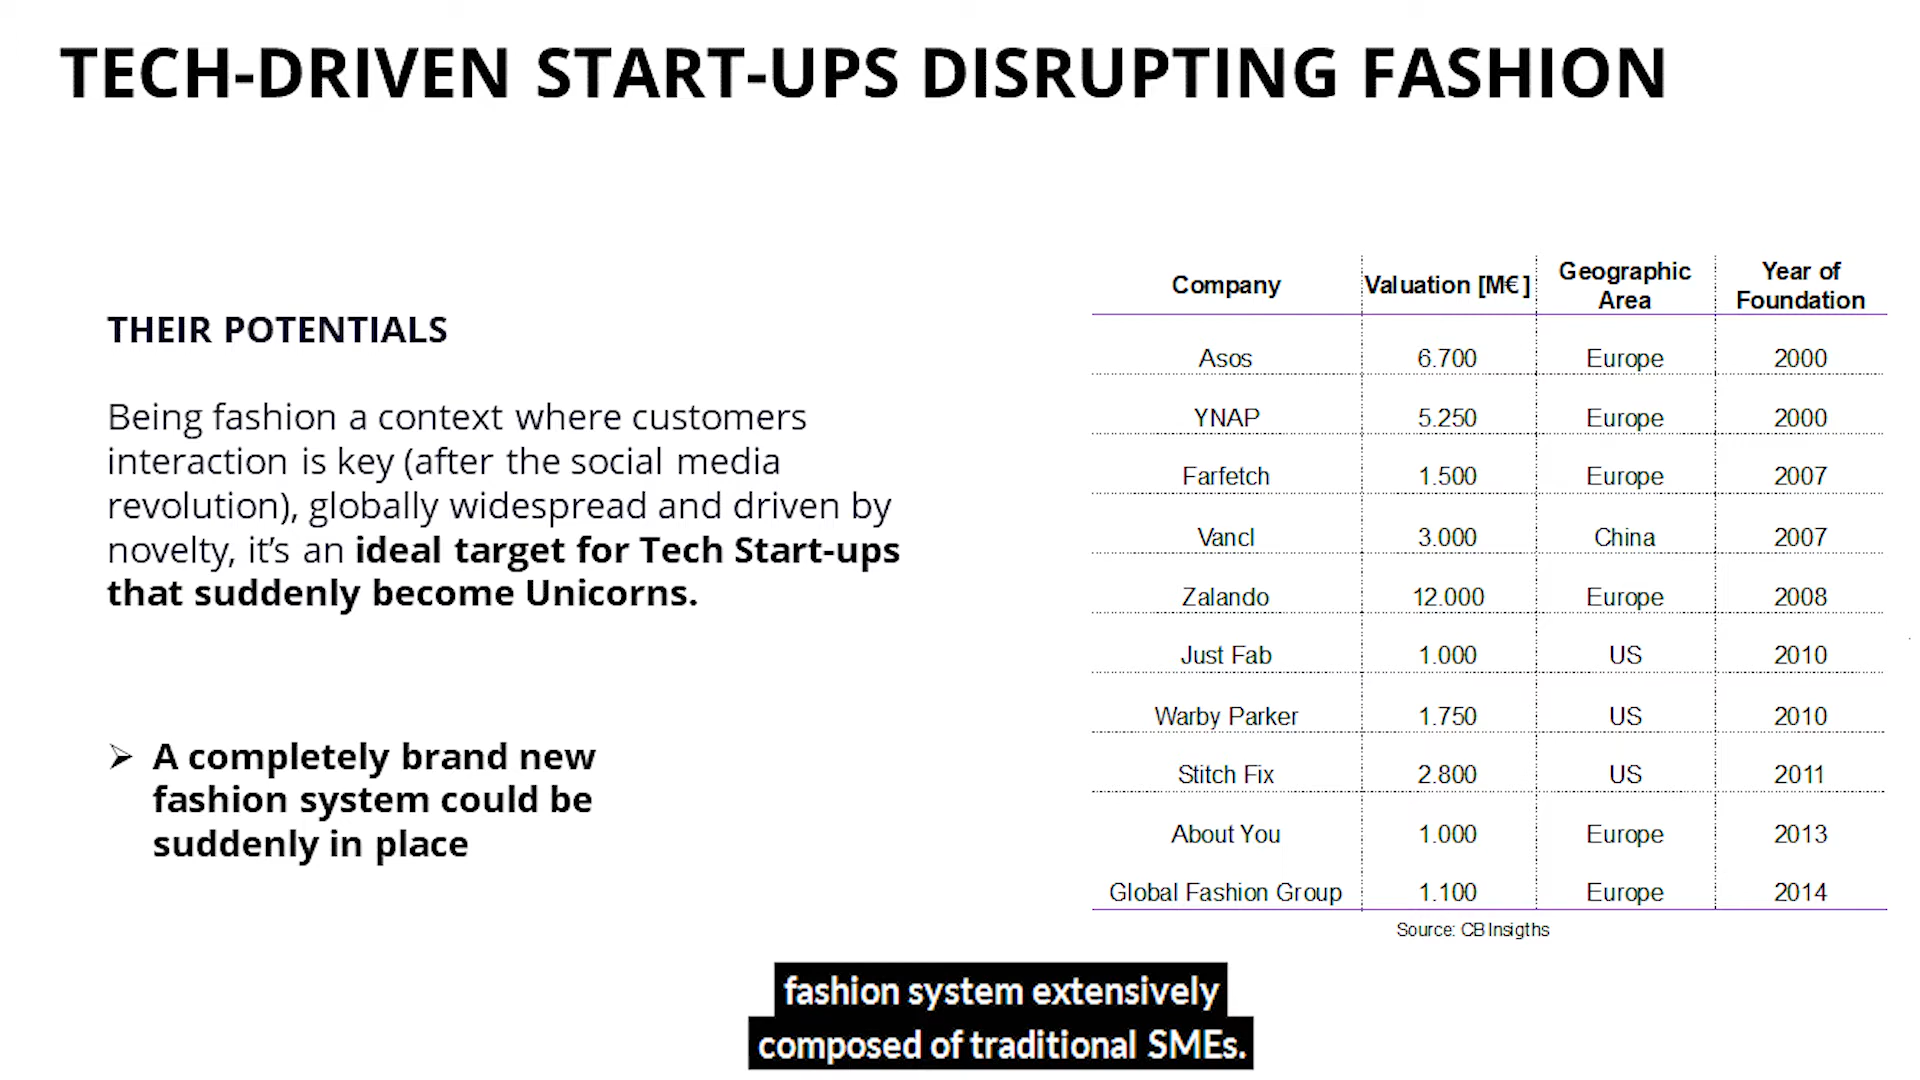 TECH-DRIVEN START-UPS DISRUPTING FASHION
THEIR POTENTIALS
Being fashion a context where customers
interaction is key (after the social media
revolution), globally widespread and driven by
novelty, it's an ideal target for Tech Start-ups
that suddenly become Unicorns.
➢ A completely brand new
fashion system could be
suddenly in place
Company Valuation [M€] Geographic Area Year of Foundation
Asos 6.700 Europe 2000
YNAP 5.250 Europe 2000
Farfetch 1.500 Europe 2007
Vancl 3.000 China 2007
Zalando 12.000 Europe 2008
Just Fab 1.000 US 2010
Warby Parker 1.750 US 2010
Stitch Fix 2.800 US 2011
About You 1.000 Europe 2013
Global Fashion Group 1.100 Europe 2014
Source: CB Insigths
fashion system extensively
composed of traditional SMEs.